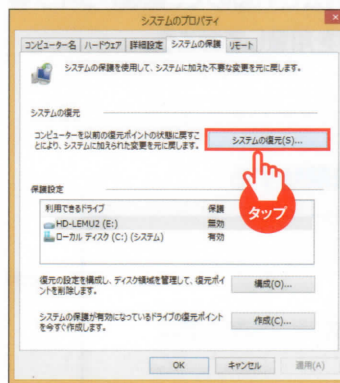 システムのプロパティ
コンピューター名 ハードウェア 詳細設定 システムの保護 リモート
システムの保護を使用して、システムに加えた不要な変更を元に戻します。
システムの復元
コンピューターを以前の復元ポイントの状態に戻すこ
とにより、システムに加えられた変更を元に戻します。
システムの復元(S)...
タップ
保護設定
利用できるドライブ 保護
HD-LEMU2 (E:) 無効
ローカル ディスク (C:) (システム) 有効
復元の設定を構成し、ディスク領域を管理して、復元ポイ
ントを削除します。
構成(O)...
システムの保護が有効になっているドライブの復元ポイント
を今すぐ作成します。
作成(C)...
OK キャンセル 適用(A)